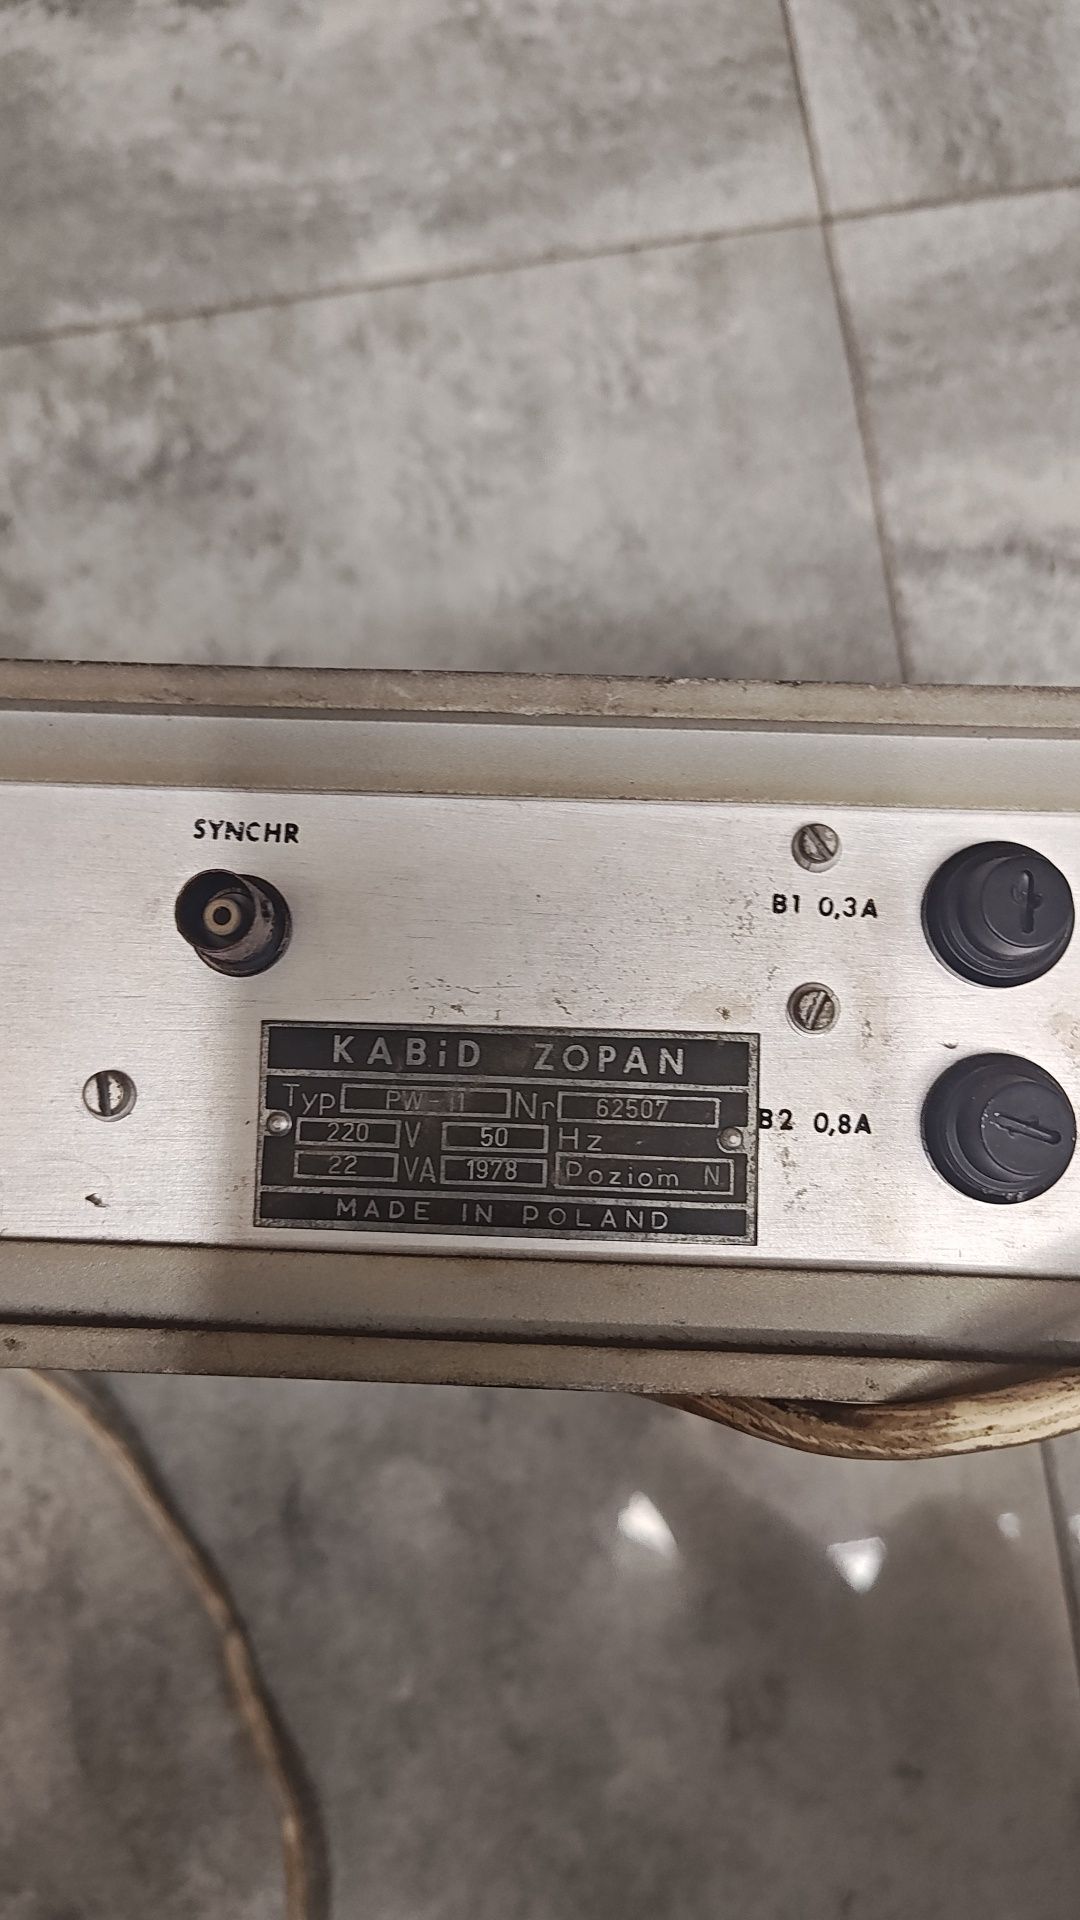 SYNCHR
B1 0,3A
KABiD ZOPAN
Typ PW-11 Nr 62507
B2 0,8A
220 V 50 Hz
22 VA 1978 Poziom N
MADE IN POLAND